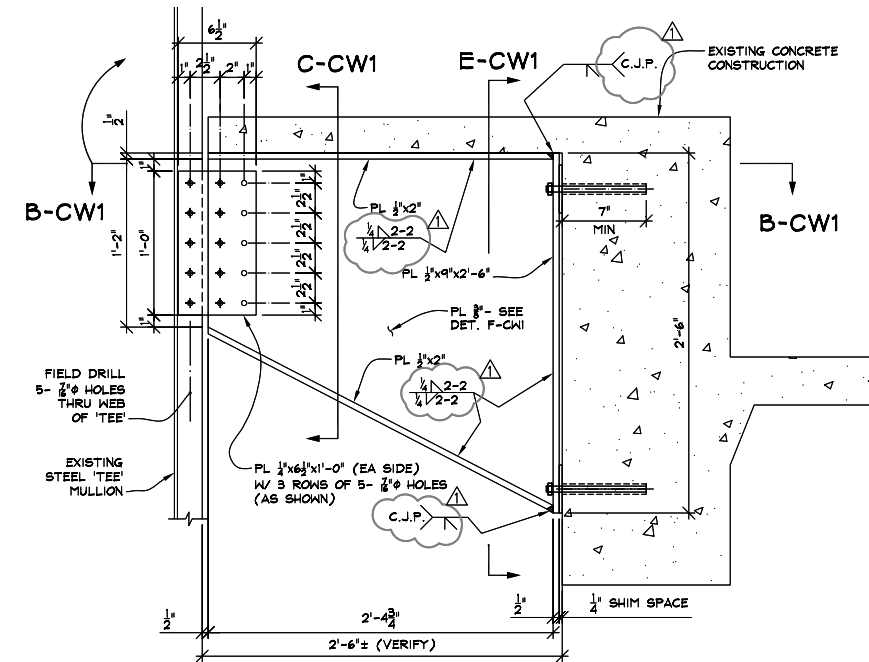 6½"
1"
2½"
2"
1"
C-CW1
E-CW1
C.J.P.
1
EXISTING CONCRETE
CONSTRUCTION
½"
B-CW1
B-CW1
1'-2"
1"
1'-0"
1"
1"
2½"
2½"
2½"
2½"
1"
PL ½"x2"
¼ 2-2
¼ 2-2
1
7"
MIN
PL ½"x9"x2'-6"
PL ⅜"- SEE
DET. F-CW1
2'-6"
PL ½"x2"
¼ 2-2
¼ 2-2
1
FIELD DRILL
5- 7/16"φ HOLES
THRU WEB
OF 'TEE'
EXISTING
STEEL 'TEE'
MULLION
PL ¼"x6½"x1'-0" (EA SIDE)
W/ 3 ROWS OF 5- 7/16"φ HOLES
(AS SHOWN)
C.J.P.
1
½"
2'-4¾"
½"
¼" SHIM SPACE
2'-6"± (VERIFY)